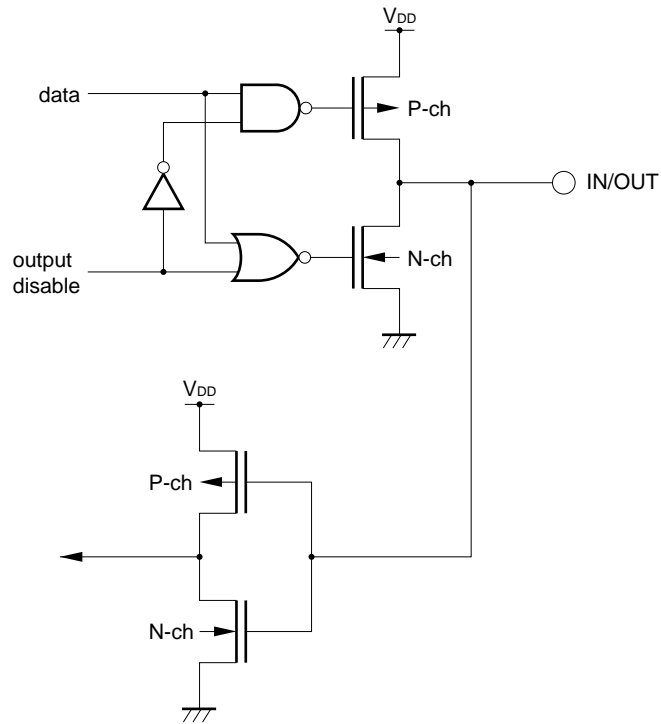 VDD
data
P-ch
IN/OUT
output
disable
N-ch
VDD
P-ch
N-ch